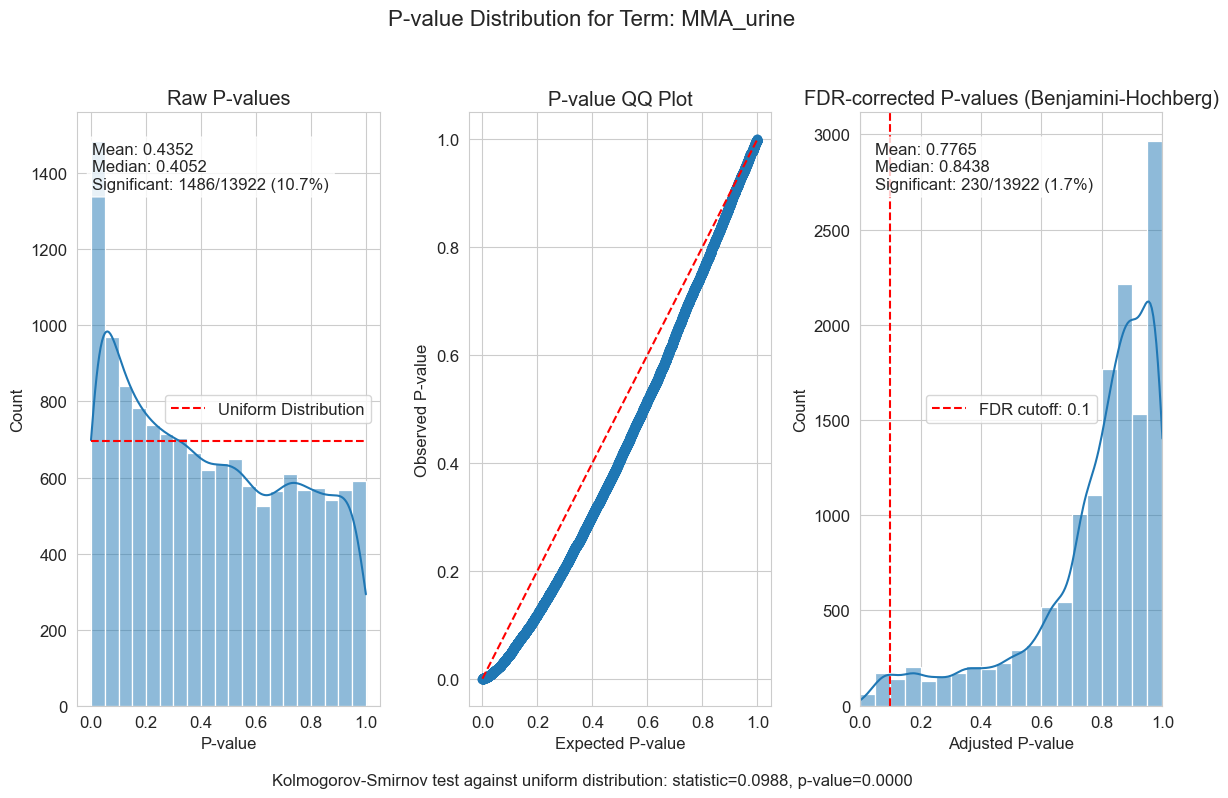 P-value Distribution for Term: MMA_urine
Raw P-values
Mean: 0.4352
Median: 0.4052
Significant: 1486/13922 (10.7%)
Uniform Distribution
Count
1400
1200
1000
800
600
400
200
0
0.0 0.2 0.4 0.6 0.8 1.0
P-value
P-value QQ Plot
Observed P-value
1.0
0.8
0.6
0.4
0.2
0.0
0.0 0.2 0.4 0.6 0.8 1.0
Expected P-value
FDR-corrected P-values (Benjamini-Hochberg)
Mean: 0.7765
Median: 0.8438
Significant: 230/13922 (1.7%)
FDR cutoff: 0.1
Count
3000
2500
2000
1500
1000
500
0
0.0 0.2 0.4 0.6 0.8 1.0
Adjusted P-value
Kolmogorov-Smirnov test against uniform distribution: statistic=0.0988, p-value=0.0000